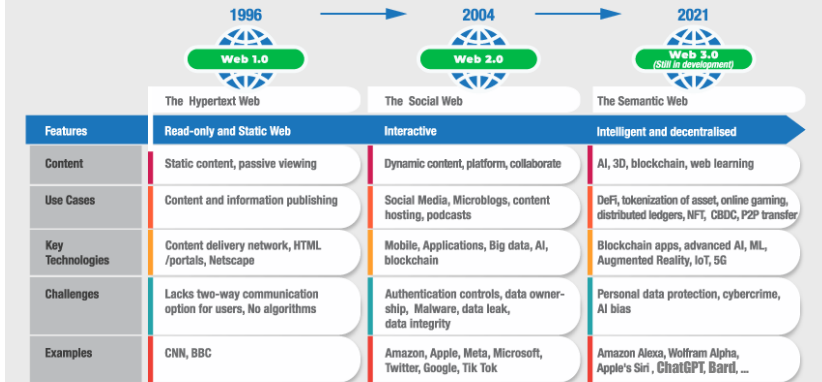 1996 2004 2021
Web 1.0 Web 2.0 Web 3.0
(Still in development)
The Hypertext Web The Social Web The Semantic Web
Features Read-only and Static Web Interactive Intelligent and decentralised
Content Static content, passive viewing Dynamic content, platform, collaborate AI, 3D, blockchain, web learning
Use Cases Content and information publishing Social Media, Microblogs, content DeFi, tokenization of asset, online gaming,
hosting, podcasts distributed ledgers, NFT, CBDC, P2P transfer
Key Content delivery network, HTML Mobile, Applications, Big data, AI, Blockchain apps, advanced AI, ML,
Technologies /portals, Netscape blockchain Augmented Reality, IoT, 5G
Challenges Lacks two-way communication Authentication controls, data owner- Personal data protection, cybercrime,
option for users, No algorithms ship, Malware, data leak, AI bias
data integrity
Examples CNN, BBC Amazon, Apple, Meta, Microsoft, Amazon Alexa, Wolfram Alpha,
Twitter, Google, Tik Tok Apple's Siri , ChatGPT, Bard, ...